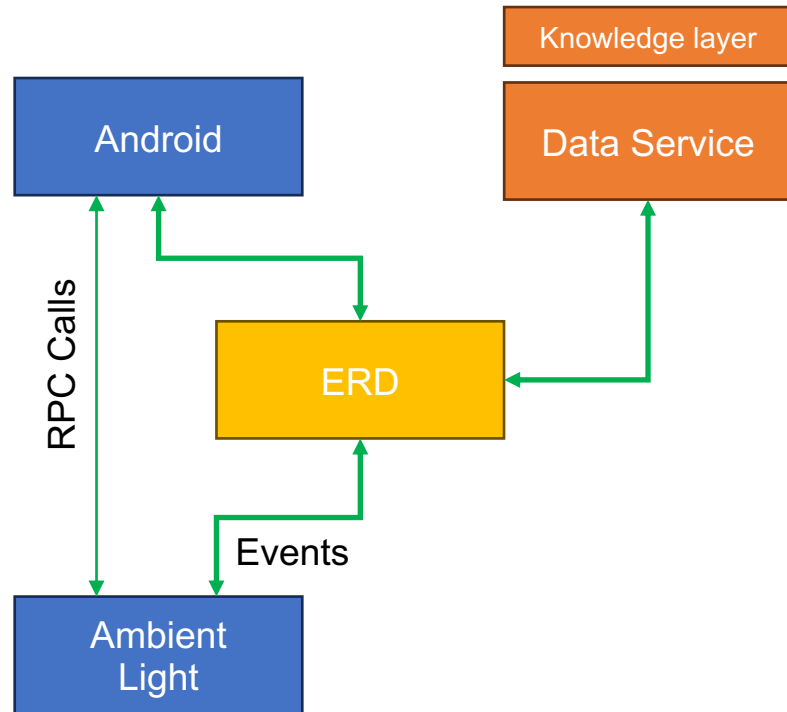 Knowledge layer
Android
Data Service
RPC Calls
ERD
Events
Ambient
Light